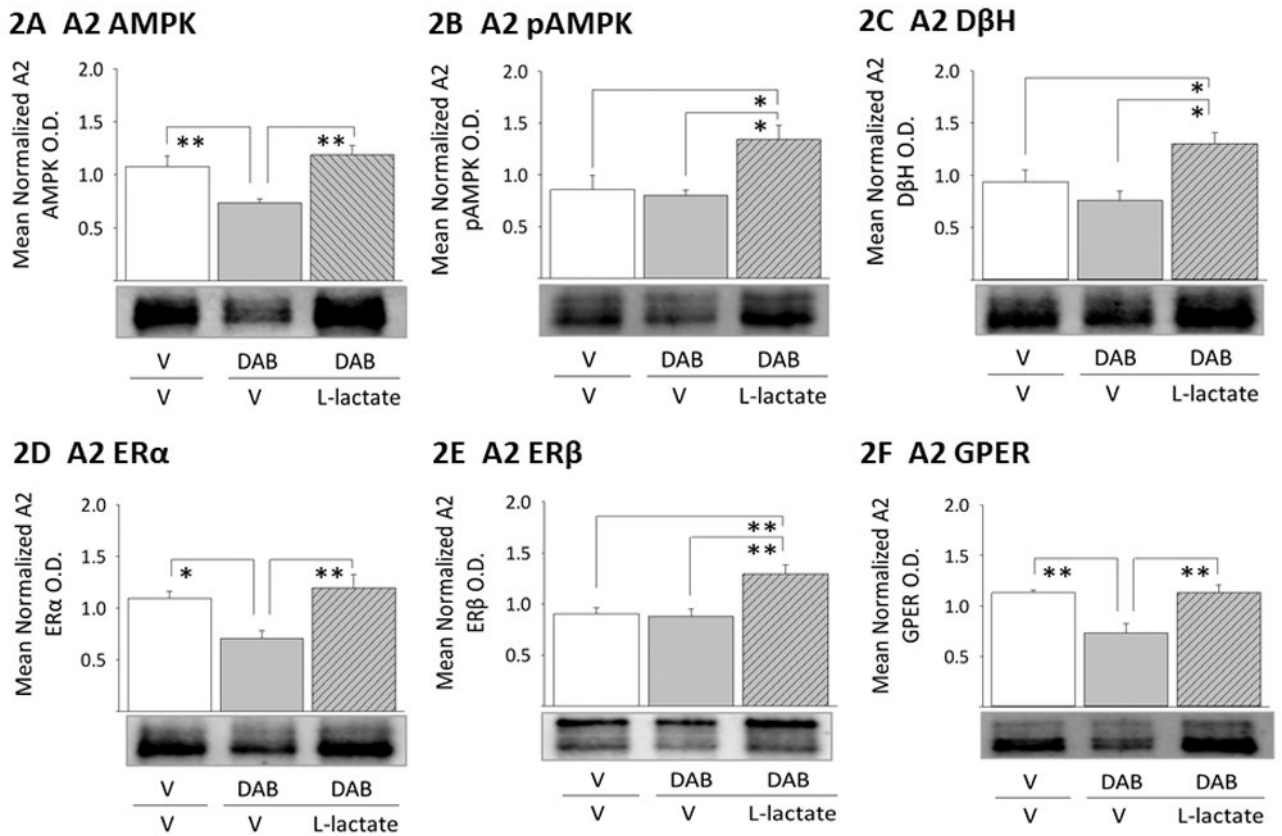 2A A2 AMPK
Mean Normalized A2
AMPK O.D.
2.0
1.5
1.0
0.5
**
**
V
DAB
DAB
V
V
L-lactate
2B A2 pAMPK
Mean Normalized A2
pAMPK O.D.
2.0
1.5
1.0
0.5
*
*
V
DAB
DAB
V
V
L-lactate
2C A2 DβH
Mean Normalized A2
DβH O.D.
2.0
1.5
1.0
0.5
*
*
V
DAB
DAB
V
V
L-lactate
2D A2 ERα
Mean Normalized A2
ERα O.D.
2.0
1.5
1.0
0.5
*
**
V
DAB
DAB
V
V
L-lactate
2E A2 ERβ
Mean Normalized A2
ERβ O.D.
2.0
1.5
1.0
0.5
**
**
V
DAB
DAB
V
V
L-lactate
2F A2 GPER
Mean Normalized A2
GPER O.D.
2.0
1.5
1.0
0.5
**
**
V
DAB
DAB
V
V
L-lactate